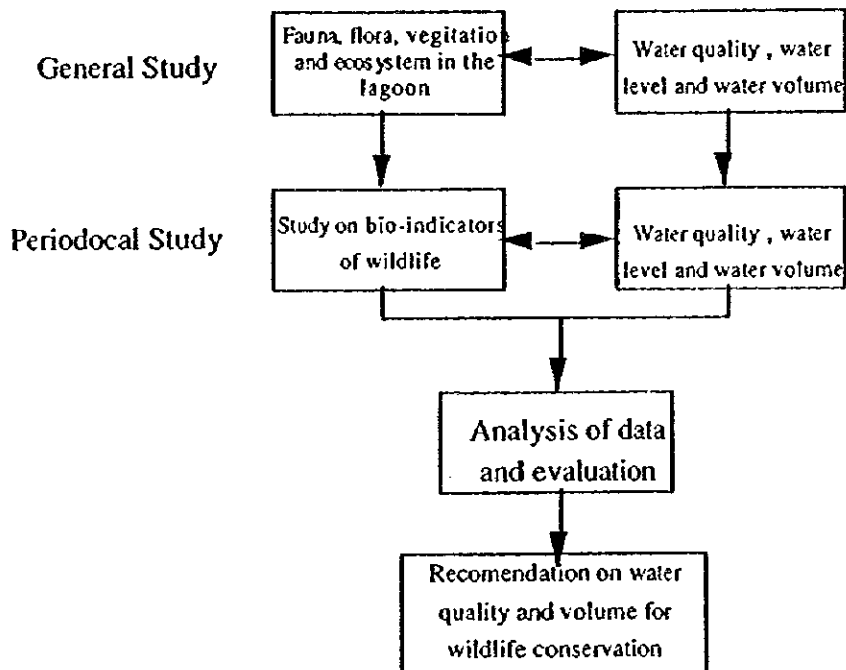 General Study
Fauna, flora, vegitation
and ecosystem in the
lagoon
Water quality , water
level and water volume
Periodocal Study
Study on bio-indicators
of wildlife
Water quality , water
level and water volume
Analysis of data
and evaluation
Recomendation on water
quality and volume for
wildlife conservation